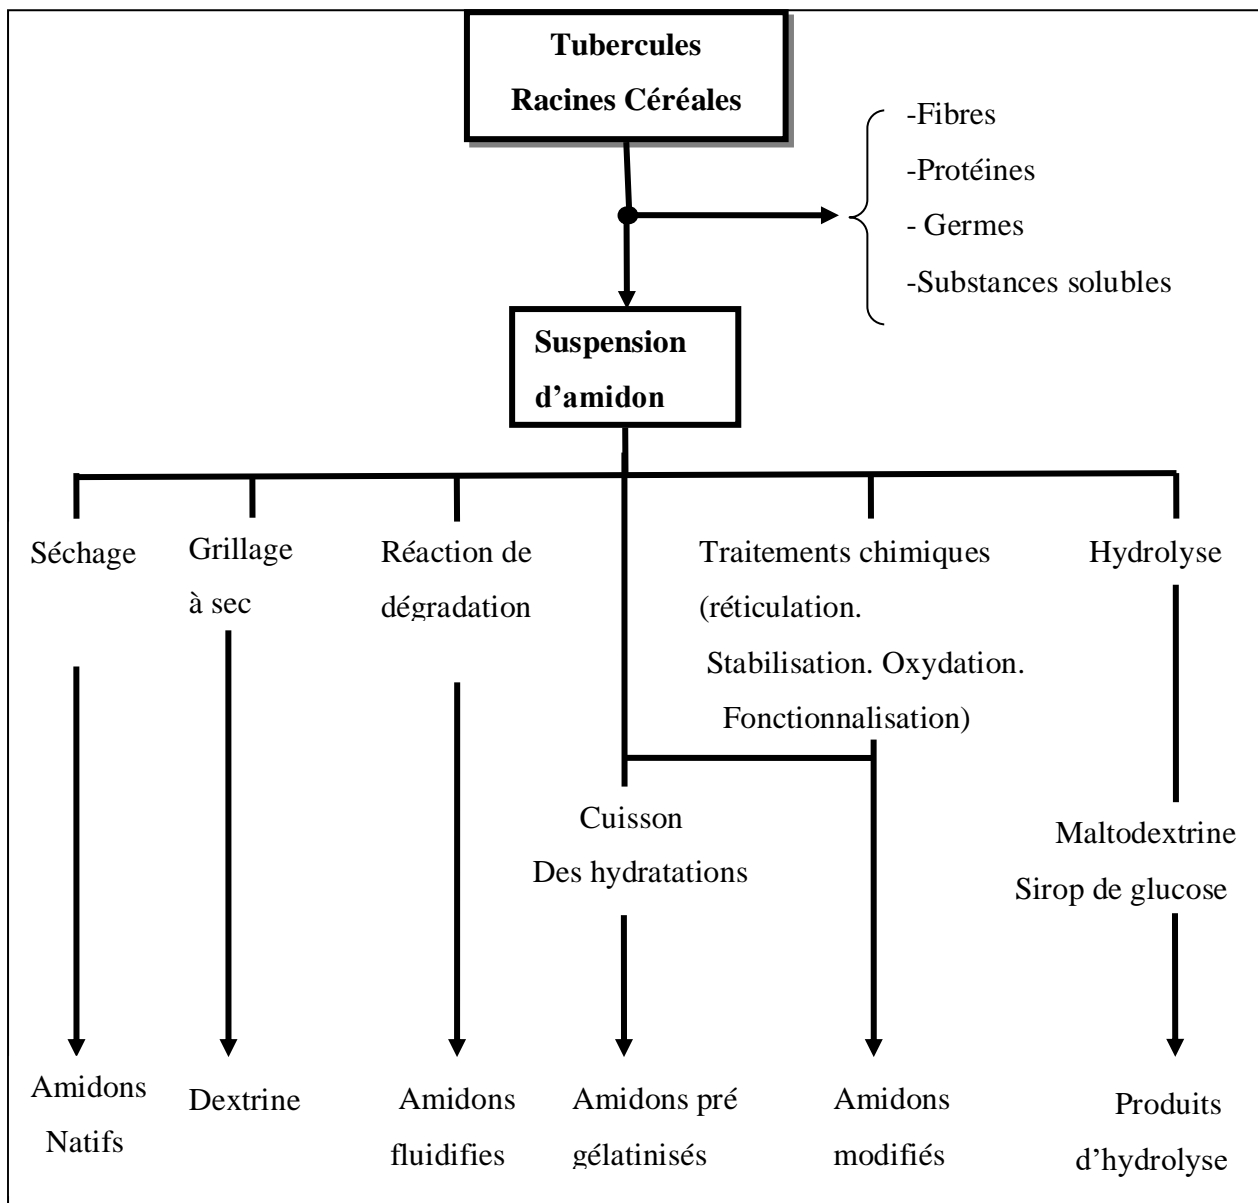 Tubercules
Racines Céréales
-Fibres
-Protéines
- Germes
-Substances solubles
Suspension
d’amidon
Séchage
Grillage
à sec
Réaction de
dégradation
Traitements chimiques
(réticulation.
Stabilisation. Oxydation.
Fonctionnalisation)
Hydrolyse
Cuisson
Des hydratations
Maltodextrine
Sirop de glucose
Amidons
Natifs
Dextrine
Amidons
fluidifies
Amidons pré
gélatinisés
Amidons
modifiés
Produits
d’hydrolyse